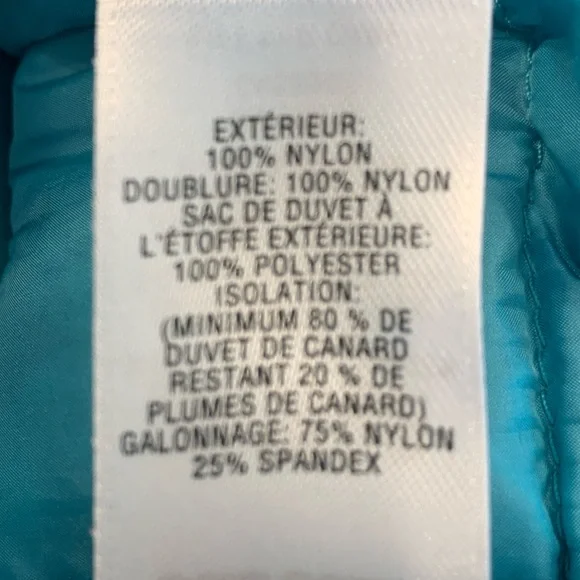 EXTÉRIEUR:
100% NYLON
DOUBLURE: 100% NYLON
SAC DE DUVET À
L'ÉTOFFE EXTÉRIEURE:
100% POLYESTER
ISOLATION:
(MINIMUM 80 % DE
DUVET DE CANARD
RESTANT 20 % DE
PLUMES DE CANARD)
GALONNAGE: 75% NYLON
25% SPANDEX